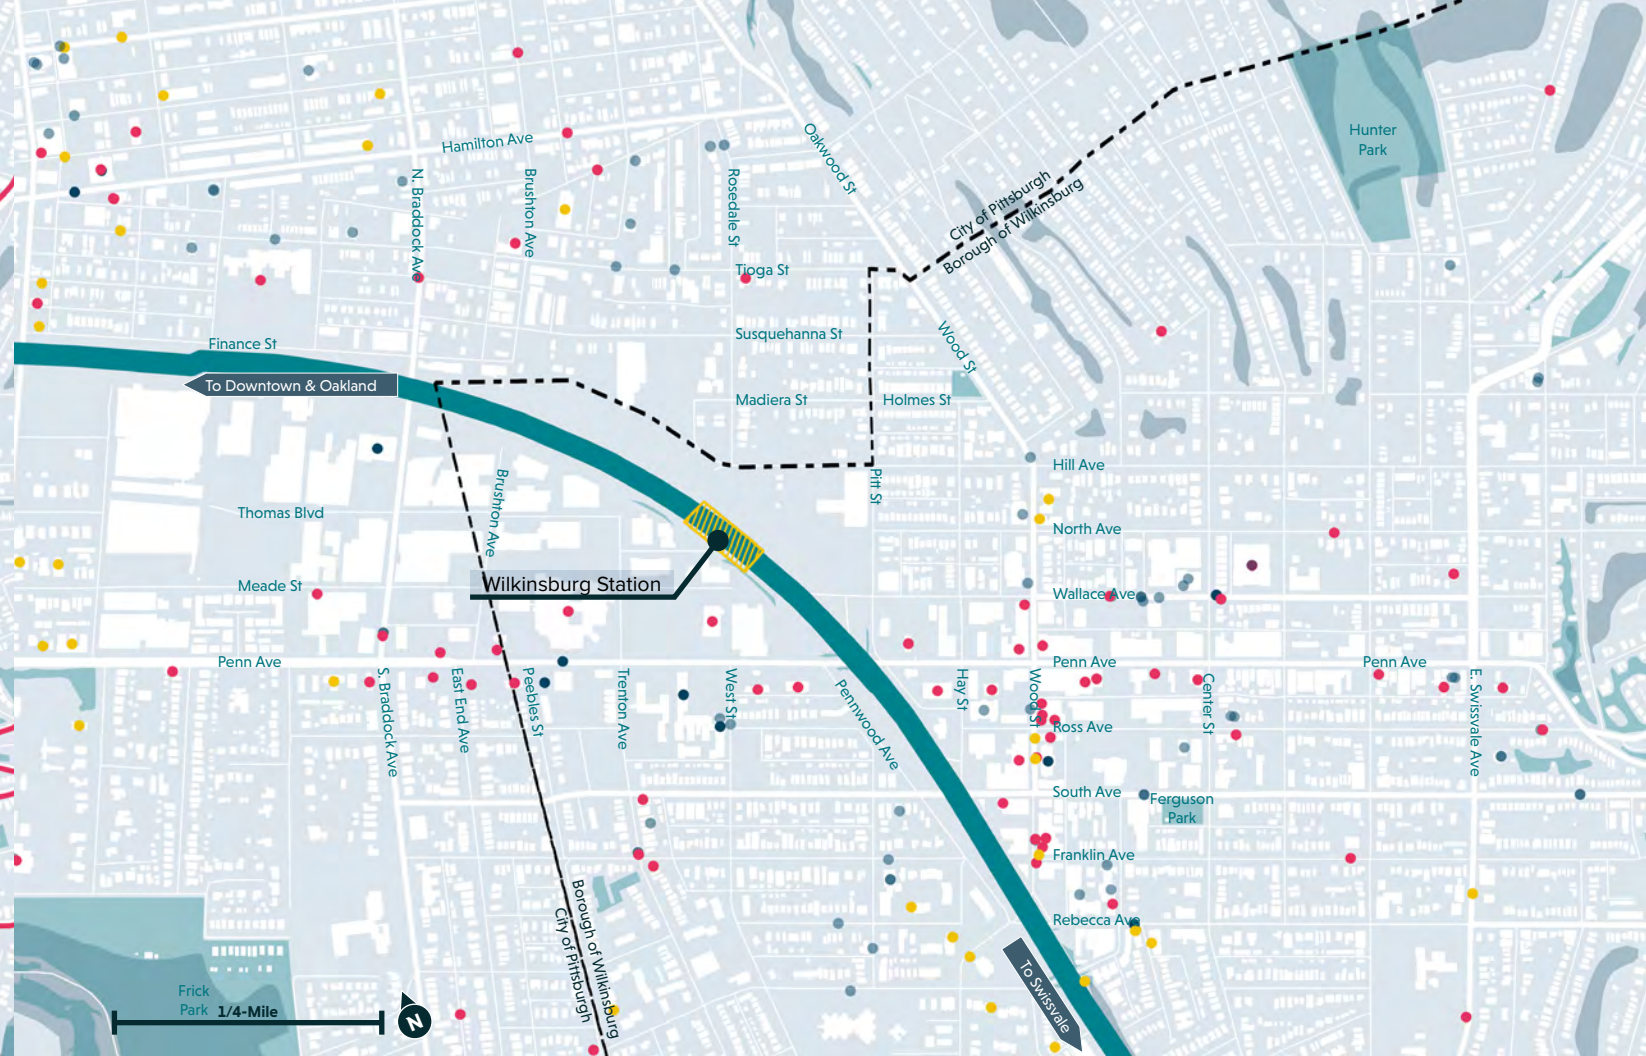 Hunter
Park
Oakwood St
Hamilton Ave
N. Braddock Ave
Brushton Ave
Rosedale St
City of Pittsburgh
Borough of Wilkinsburg
Tioga St
Susquehanna St
Wood St
Finance St
To Downtown & Oakland
Madiera St
Holmes St
Hill Ave
Pitt St
Brushton Ave
Thomas Blvd
North Ave
Meade St
Wilkinsburg Station
Wallace Ave
Penn Ave
Penn Ave
Penn Ave
S. Braddock Ave
East End Ave
Peebles St
Trenton Ave
West St
Pennwood Ave
Hay St
Wood St
Center St
E. Swissvale Ave
Ross Ave
South Ave
Ferguson
Park
Franklin Ave
Rebecca Ave
Borough of Wilkinsburg
City of Pittsburgh
To Swissvale
Frick
Park
1/4-Mile
N